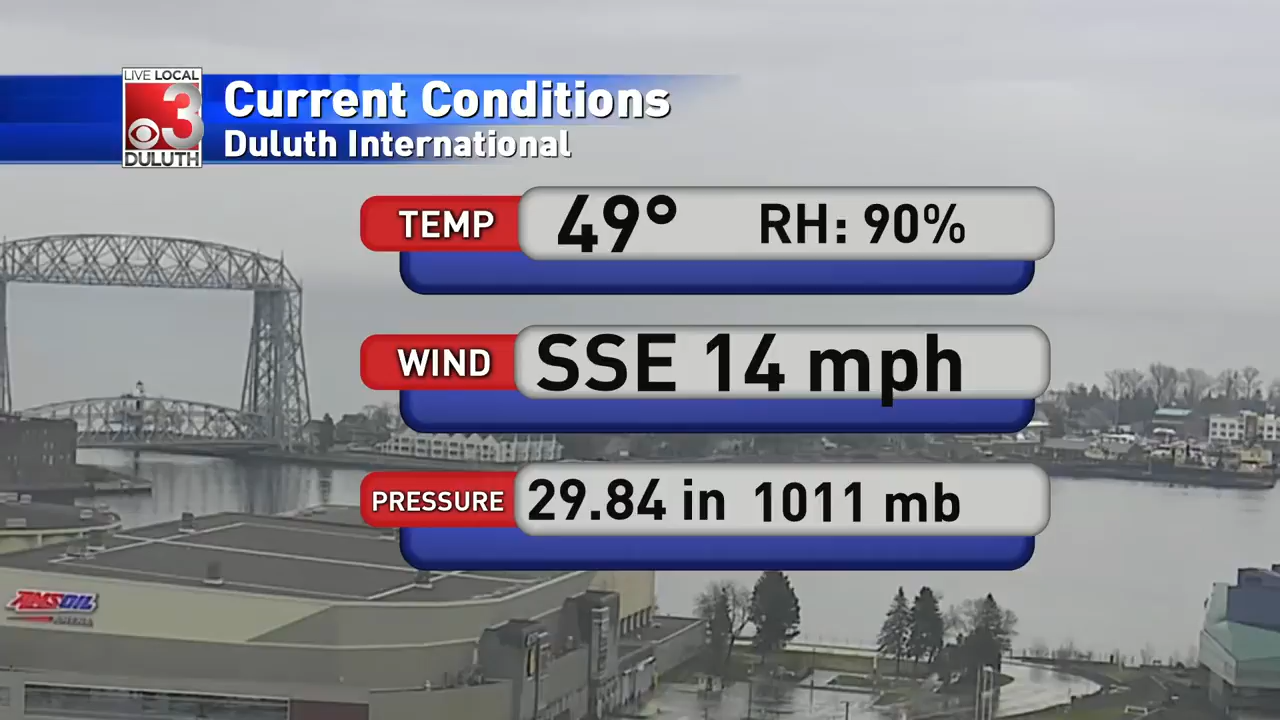 LIVE LOCAL
3
DULUTH
Current Conditions
Duluth International
TEMP 49° RH: 90%
WIND SSE 14 mph
PRESSURE 29.84 in 1011 mb
AMSOIL
ARENA